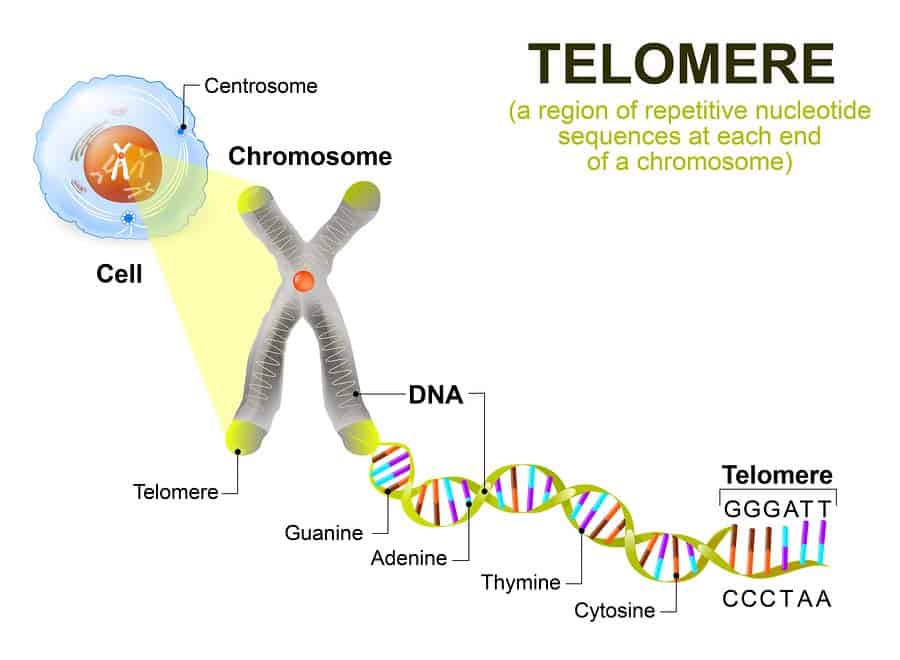 TELOMERE
(a region of repetitive nucleotide
sequences at each end
of a chromosome)
Centrosome
Chromosome
Cell
DNA
Telomere
Guanine
Adenine
Thymine
Cytosine
Telomere
GGGATT
CCCTAA